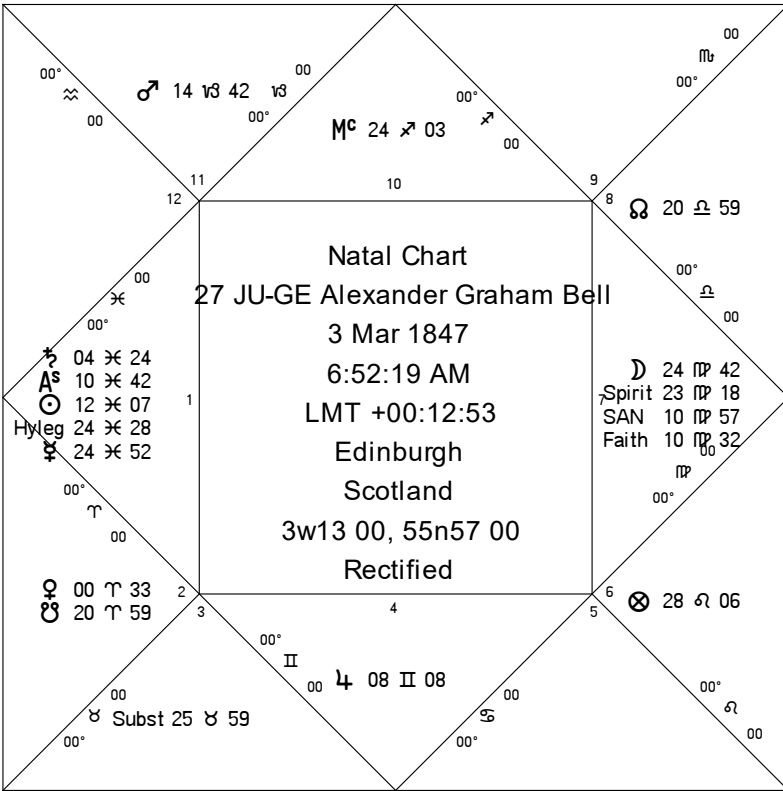 00
♏
00°
00°
♒
00
♂ 14 ♑ 42 ♑
00
00°
Mc 24 ♐ 03
00°
♐
00
11
12
10
9
8
☊ 20 ♎ 59
00°
♎
00
00
♓
00°
Natal Chart
27 JU-GE Alexander Graham Bell
3 Mar 1847
6:52:19 AM
LMT +00:12:53
Edinburgh
Scotland
3w13 00, 55n57 00
Rectified
♄ 04 ♓ 24
As 10 ♓ 42
☉ 12 ♓ 07
Hyleg 24 ♓ 28
☿ 24 ♓ 52
1
7
☽ 24 ♍ 42
Spirit 23 ♍ 18
SAN 10 ♍ 57
Faith 10 ♍ 32
00
♍
00°
00°
♈
00
♀ 00 ♈ 33
☋ 20 ♈ 59
2
3
4
6
5
⊗ 28 ♌ 06
00°
♊
00
♃ 08 ♊ 08
00
♉
00°
Subst 25 ♉ 59
00
♋
00°
00°
♌
00